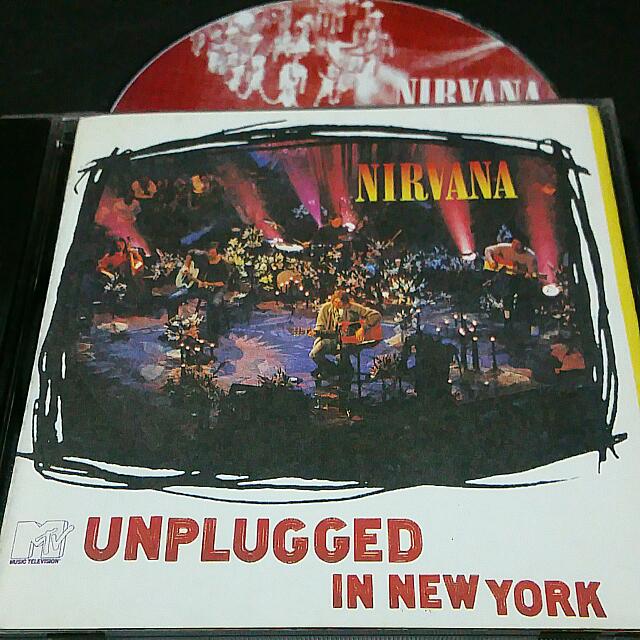 NIRVANA
NIRVANA
MTV
MUSIC TELEVISION
UNPLUGGED
IN NEW YORK